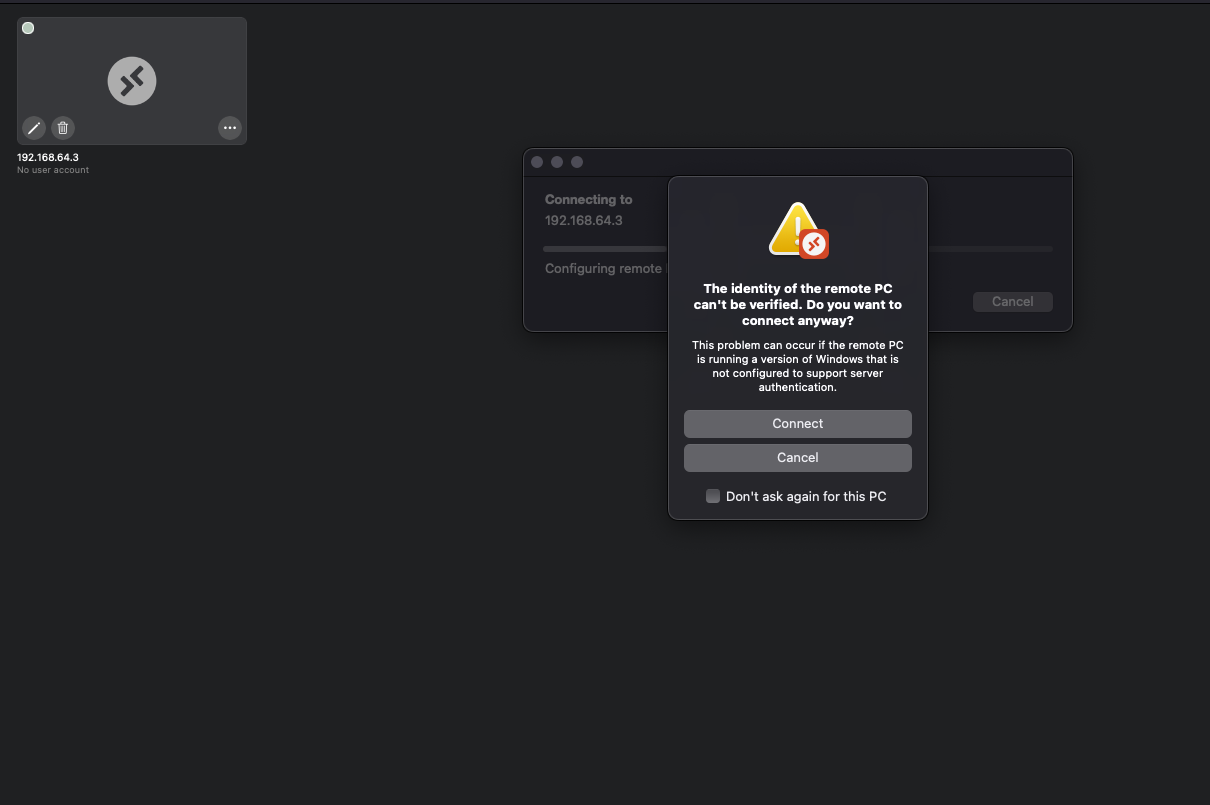 192.168.64.3
No user account
Connecting to
192.168.64.3
Configuring remote
Cancel
The identity of the remote PC
can't be verified. Do you want to
connect anyway?
This problem can occur if the remote PC
is running a version of Windows that is
not configured to support server
authentication.
Connect
Cancel
Don't ask again for this PC